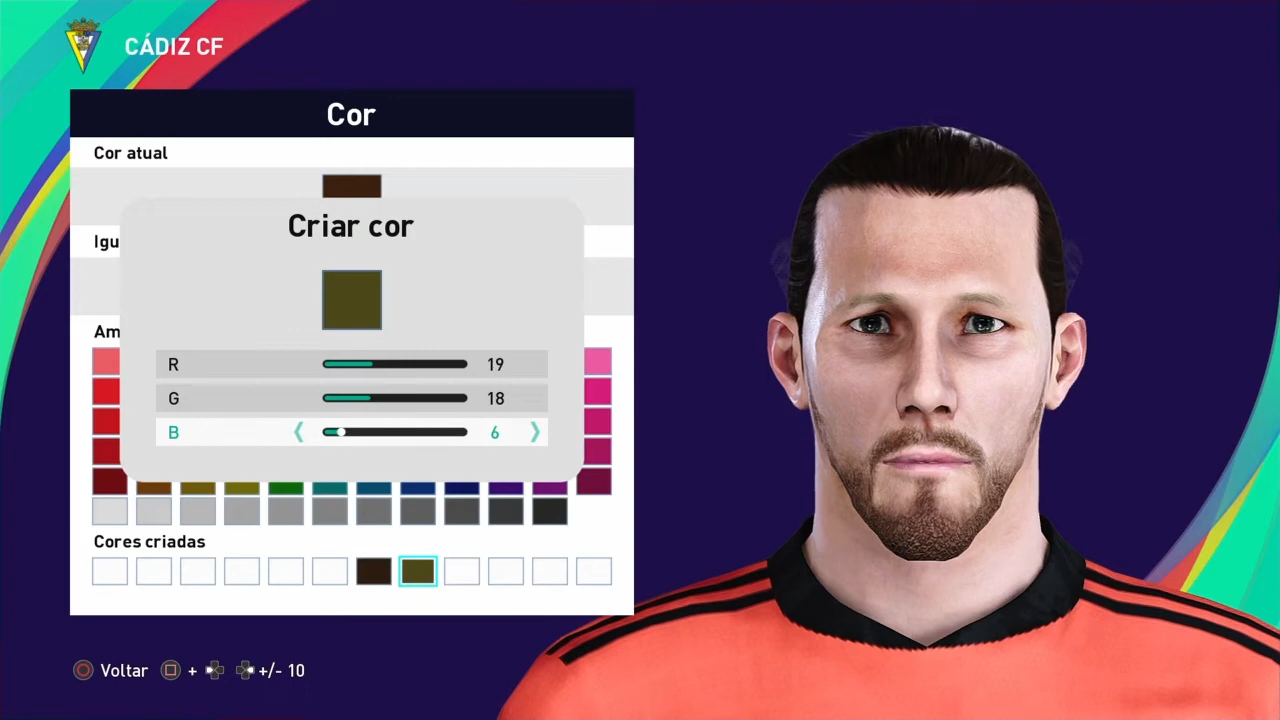 CÁDIZ CF
Cor
Cor atual
Criar cor
Igu
Am
R 19
G 18
B 6
Cores criadas
Voltar + +/- 10